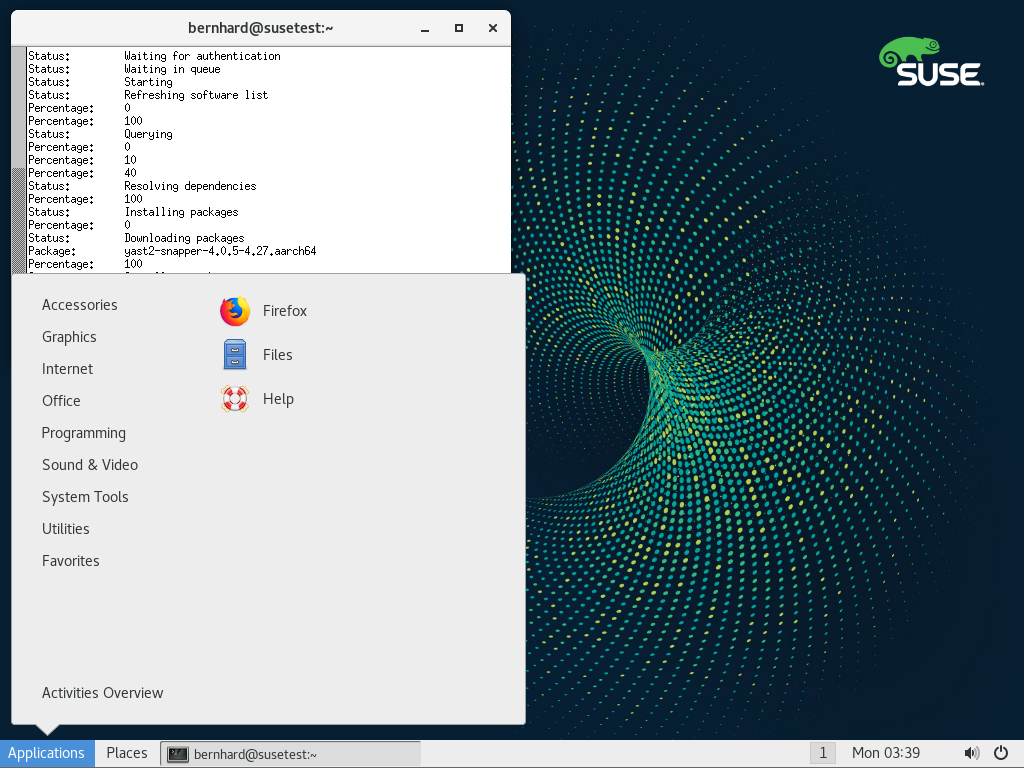 bernhard@susetest:~
Status: Waiting for authentication
Status: Waiting in queue
Status: Starting
Status: Refreshing software list
Percentage: 0
Percentage: 100
Status: Querying
Percentage: 0
Percentage: 10
Percentage: 40
Status: Resolving dependencies
Percentage: 100
Status: Installing packages
Percentage: 0
Status: Downloading packages
Package: yast2-snapper-4.0.5-4.27.aarch64
Percentage: 100
SUSE
Accessories
Graphics
Internet
Office
Programming
Sound & Video
System Tools
Utilities
Favorites
Firefox
Files
Help
Activities Overview
Applications Places bernhard@susetest:~ 1 Mon 03:39